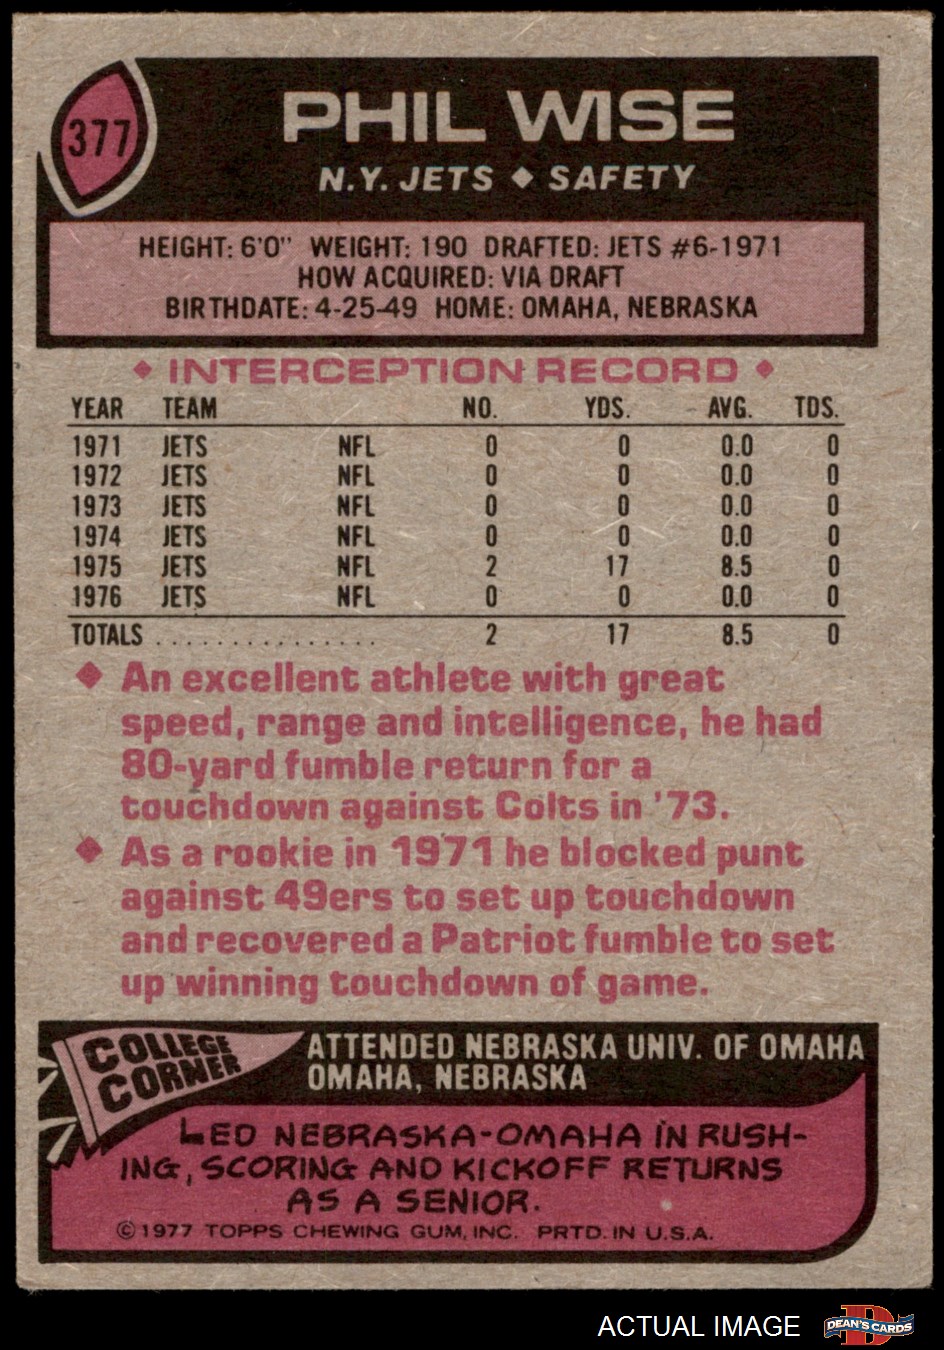 377
PHIL WISE
N.Y. JETS ◆ SAFETY
HEIGHT: 6'0" WEIGHT: 190 DRAFTED: JETS #6-1971
HOW ACQUIRED: VIA DRAFT
BIRTHDATE: 4-25-49 HOME: OMAHA, NEBRASKA
◆ INTERCEPTION RECORD ◆
YEAR TEAM NO. YDS. AVG. TDS.
1971 JETS NFL 0 0 0.0 0
1972 JETS NFL 0 0 0.0 0
1973 JETS NFL 0 0 0.0 0
1974 JETS NFL 0 0 0.0 0
1975 JETS NFL 2 17 8.5 0
1976 JETS NFL 0 0 0.0 0
TOTALS . . . . . . . . . . . . . . . . 2 17 8.5 0
◆ An excellent athlete with great
speed, range and intelligence, he had
80-yard fumble return for a
touchdown against Colts in '73.
◆ As a rookie in 1971 he blocked punt
against 49ers to set up touchdown
and recovered a Patriot fumble to set
up winning touchdown of game.
COLLEGE
CORNER
ATTENDED NEBRASKA UNIV. OF OMAHA
OMAHA, NEBRASKA
LED NEBRASKA-OMAHA IN RUSH-
ING, SCORING AND KICKOFF RETURNS
AS A SENIOR.
©1977 TOPPS CHEWING GUM, INC. PRTD. IN U.S.A.
ACTUAL IMAGE
D
DEAN'S CARDS